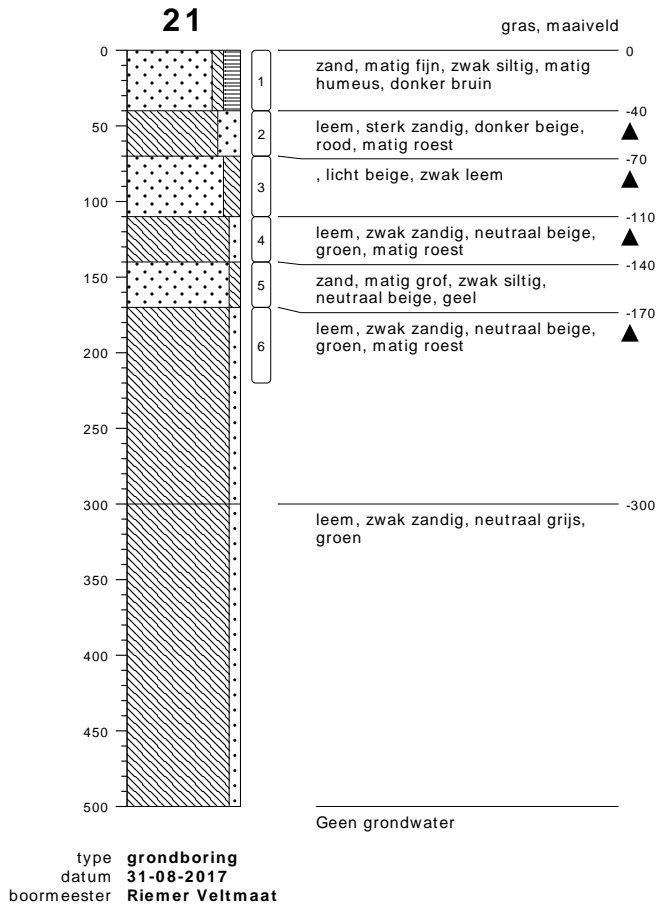 21
gras, maaiveld
0
0
zand, matig fijn, zwak siltig, matig
humeus, donker bruin
1
-40
50
2
leem, sterk zandig, donker beige,
rood, matig roest
-70
3
, licht beige, zwak leem
100
-110
4
leem, zwak zandig, neutraal beige,
groen, matig roest
-140
150
5
zand, matig grof, zwak siltig,
neutraal beige, geel
-170
6
leem, zwak zandig, neutraal beige,
groen, matig roest
200
250
300
-300
leem, zwak zandig, neutraal grijs,
groen
350
400
450
500
Geen grondwater
type grondboring
datum 31-08-2017
boormeester Riemer Veltmaat